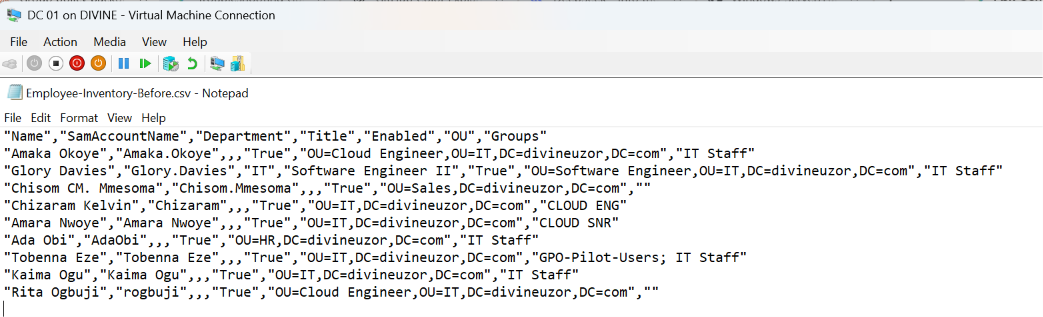 DC 01 on DIVINE - Virtual Machine Connection
File Action Media View Help
Employee-Inventory-Before.csv - Notepad
File Edit Format View Help
"Name","SamAccountName","Department","Title","Enabled","OU","Groups"
"Amaka Okoye","Amaka.Okoye",,,"True","OU=Cloud Engineer,OU=IT,DC=divineuzor,DC=com","IT Staff"
"Glory Davies","Glory.Davies","IT","Software Engineer II","True","OU=Software Engineer,OU=IT,DC=divineuzor,DC=com","IT Staff"
"Chisom CM. Mmesoma","Chisom.Mmesoma",,,"True","OU=Sales,DC=divineuzor,DC=com",""
"Chizaram Kelvin","Chizaram",,,"True","OU=IT,DC=divineuzor,DC=com","CLOUD ENG"
"Amara Nwoye","Amara Nwoye",,,"True","OU=IT,DC=divineuzor,DC=com","CLOUD SNR"
"Ada Obi","AdaObi",,,"True","OU=HR,DC=divineuzor,DC=com","IT Staff"
"Tobenna Eze","Tobenna Eze",,,"True","OU=IT,DC=divineuzor,DC=com","GPO-Pilot-Users; IT Staff"
"Kaima Ogu","Kaima Ogu",,,"True","OU=IT,DC=divineuzor,DC=com","IT Staff"
"Rita Ogbuji","rogbuji",,,"True","OU=Cloud Engineer,OU=IT,DC=divineuzor,DC=com",""